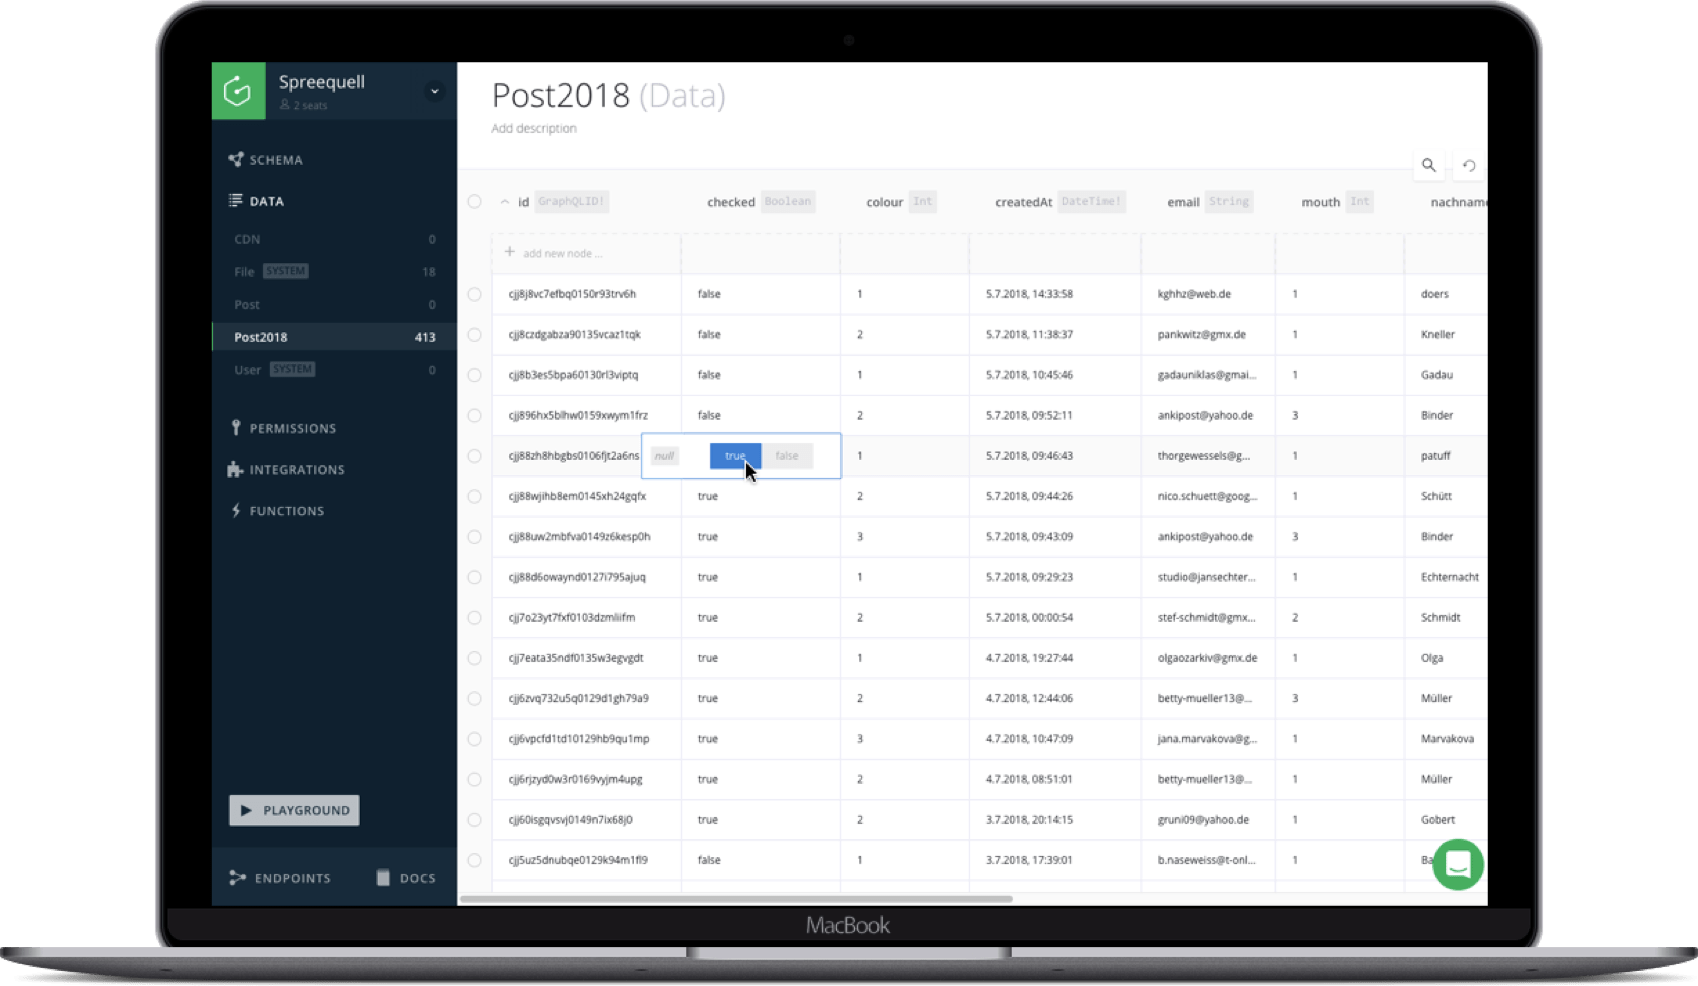 Spreequell
2 seats
SCHEMA
DATA
CDN 0
File SYSTEM 18
Post 0
Post2018 413
User SYSTEM 0
PERMISSIONS
INTEGRATIONS
FUNCTIONS
PLAYGROUND
ENDPOINTS DOCS
Post2018 (Data)
Add description
id GraphQLID! checked Boolean colour Int createdAt DateTime! email String mouth Int nachname
+ add new node ...
cjj8j8vc7efbq0150r93trv6h false 1 5.7.2018, 14:33:58 kghhz@web.de 1 doers
cjj8czdgabza90135vcaz1tqk false 2 5.7.2018, 11:38:37 pankwitz@gmx.de 1 Kneller
cjj8b3es5bpa60130rl3viptq false 1 5.7.2018, 10:45:46 gadauniklas@gmai... 1 Gadau
cjj896hx5blhw0159xwym1frz false 2 5.7.2018, 09:52:11 ankipost@yahoo.de 3 Binder
cjj88zh8hbgbs0106fjt2a6ns null true false 1 5.7.2018, 09:46:43 thorgewessels@g... 1 patuff
cjj88wjihb8em0145xh24gqfx true 2 5.7.2018, 09:44:26 nico.schuett@goog... 1 Schütt
cjj88uw2mbfva0149z6kesp0h true 3 5.7.2018, 09:43:09 ankipost@yahoo.de 3 Binder
cjj88d6owaynd0127i795ajuq true 1 5.7.2018, 09:29:23 studio@jansechter... 1 Echternacht
cjj7o23yt7fxf0103dzmliifm true 2 5.7.2018, 00:00:54 stef-schmidt@gmx... 2 Schmidt
cjj7eata35ndf0135w3egvgdt true 1 4.7.2018, 19:27:44 olgaozarkiv@gmx.de 1 Olga
cjj6zvq732u5q0129d1gh79a9 true 2 4.7.2018, 12:44:06 betty-mueller13@... 3 Müller
cjj6vpcfd1td10129hb9qu1mp true 3 4.7.2018, 10:47:09 jana.marvakova@g... 1 Marvakova
cjj6rjzyd0w3r0169vyjm4upg true 2 4.7.2018, 08:51:01 betty-mueller13@... 1 Müller
cjj60isgqvsvj0149n7ix68j0 true 2 3.7.2018, 20:14:15 gruni09@yahoo.de 1 Gobert
cjj5uz5dnubqe0129k94m1fl9 false 1 3.7.2018, 17:39:01 b.naseweiss@t-onl... 1
MacBook